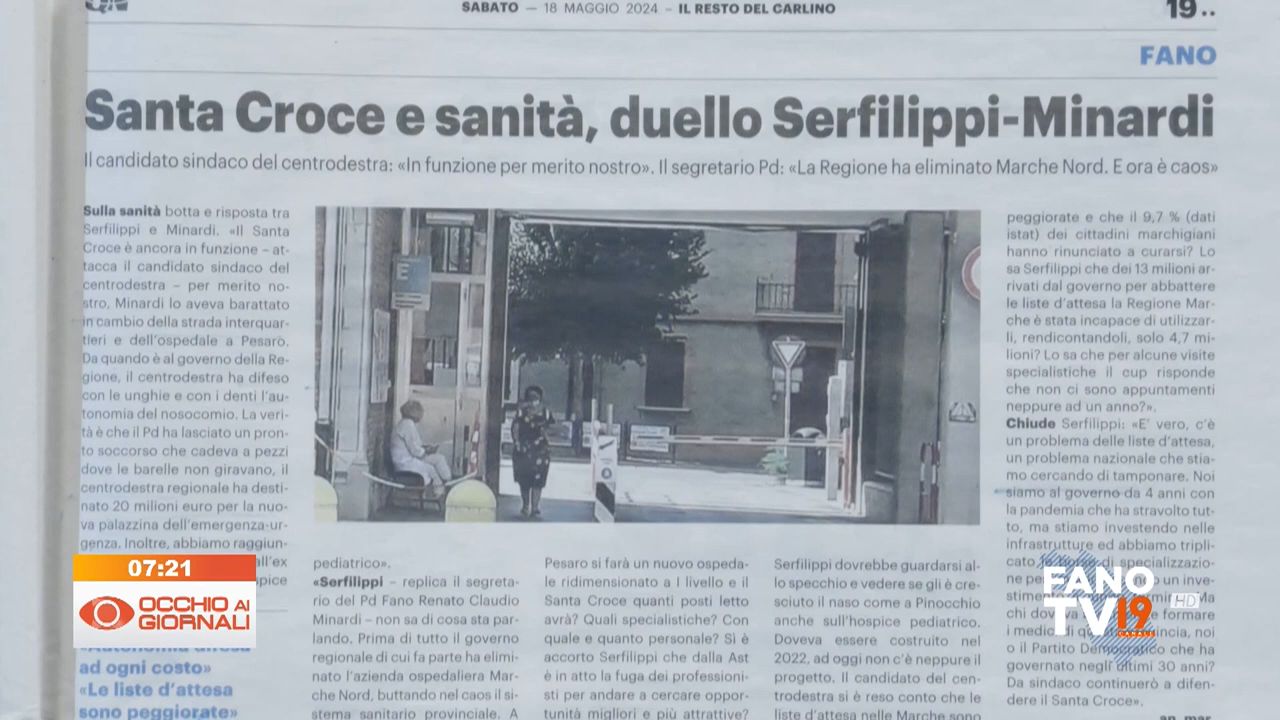 SABATO — 18 MAGGIO 2024 – IL RESTO DEL CARLINO
19..
FANO
Santa Croce e sanità, duello Serfilippi-Minardi
Il candidato sindaco del centrodestra: «In funzione per merito nostro». Il segretario Pd: «La Regione ha eliminato Marche Nord. E ora è caos»
Sulla sanità botta e risposta tra
Serfilippi e Minardi. «Il Santa
Croce è ancora in funzione – at-
tacca il candidato sindaco del
centrodestra – per merito no-
stro, Minardi lo aveva barattato
in cambio della strada interquar-
tieri e dell'ospedale a Pesaro.
Da quando è al governo della Re-
gione, il centrodestra ha difeso
con le unghie e con i denti l'au-
tonomia del nosocomio. La veri-
tà è che il Pd ha lasciato un pron-
to soccorso che cadeva a pezzi
dove le barelle non giravano, il
centrodestra regionale ha desti-
nato 20 milioni euro per la nuo-
va palazzina dell'emergenza-ur-
genza. Inoltre, abbiamo raggiun-
all'ex
spice
07:21
OCCHIO AI
GIORNALI
«Autonomia difesa
ad ogni costo»
«Le liste d'attesa
sono peggiorate»
E
pediatrico».
«Serfilippi – replica il segreta-
rio del Pd Fano Renato Claudio
Minardi – non sa di cosa sta par-
lando. Prima di tutto il governo
regionale di cui fa parte ha elimi-
nato l'azienda ospedaliera Mar-
che Nord, buttando nel caos il si-
stema sanitario provinciale. A
Pesaro si farà un nuovo ospeda-
le ridimensionato a I livello e il
Santa Croce quanti posti letto
avrà? Quali specialistiche? Con
quale e quanto personale? Si è
accorto Serfilippi che dalla Ast
è in atto la fuga dei professioni-
sti per andare a cercare oppor-
tunità migliori e più attrattive?
Serfilippi dovrebbe guardarsi al-
lo specchio e vedere se gli è cre-
sciuto il naso come a Pinocchio
anche sull'hospice pediatrico.
Doveva essere costruito nel
2022, ad oggi non c'è neppure il
progetto. Il candidato del cen-
trodestra si è reso conto che le
liste d'attesa nelle Marche sono
peggiorate e che il 9,7 % (dati
istat) dei cittadini marchigiani
hanno rinunciato a curarsi? Lo
sa Serfilippi che dei 13 milioni ar-
rivati dal governo per abbattere
le liste d'attesa la Regione Mar-
che è stata incapace di utilizzar-
li, rendicontandoli, solo 4,7 mi-
lioni? Lo sa che per alcune visite
specialistiche il cup risponde
che non ci sono appuntamenti
neppure ad un anno?».
Chiude Serfilippi: «E' vero, c'è
un problema delle liste d'attesa,
un problema nazionale che stia-
mo cercando di tamponare. Noi
siamo al governo da 4 anni con
la pandemia che ha stravolto tut-
to, ma stiamo investendo nelle
infrastrutture ed abbiamo tripli-
cato di specializzazio-
ne un inve-
stimento Ma
chi formare
i medici di noi
o il Partito che ha
governato negli ultimi 30 anni?
Da sindaco continuerò a difen-
dere il Santa Croce».
an. mar.
FANO
TV 19
CANALE
HD